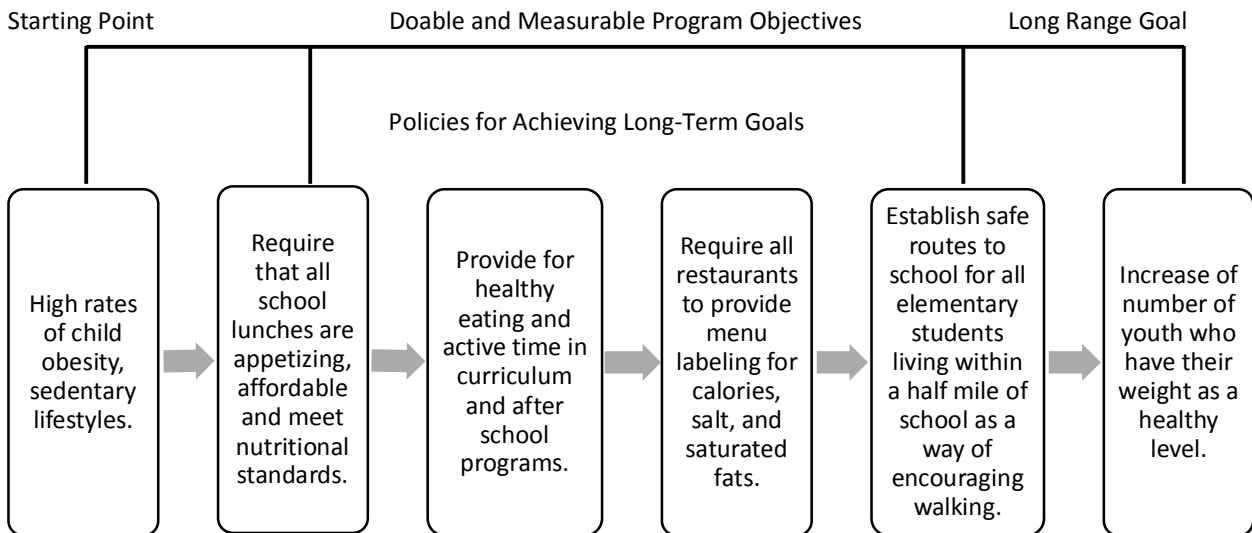 Starting Point
Doable and Measurable Program Objectives
Long Range Goal
Policies for Achieving Long-Term Goals
High rates
of child
obesity,
sedentary
lifestyles.
Require
that all
school
lunches are
appetizing,
affordable
and meet
nutritional
standards.
Provide for
healthy
eating and
active time in
curriculum
and after
school
programs.
Require all
restaurants
to provide
menu
labeling for
calories,
salt, and
saturated
fats.
Establish safe
routes to
school for all
elementary
students
living within
a half mile of
school as a
way of
encouraging
walking.
Increase of
number of
youth who
have their
weight as a
healthy
level.